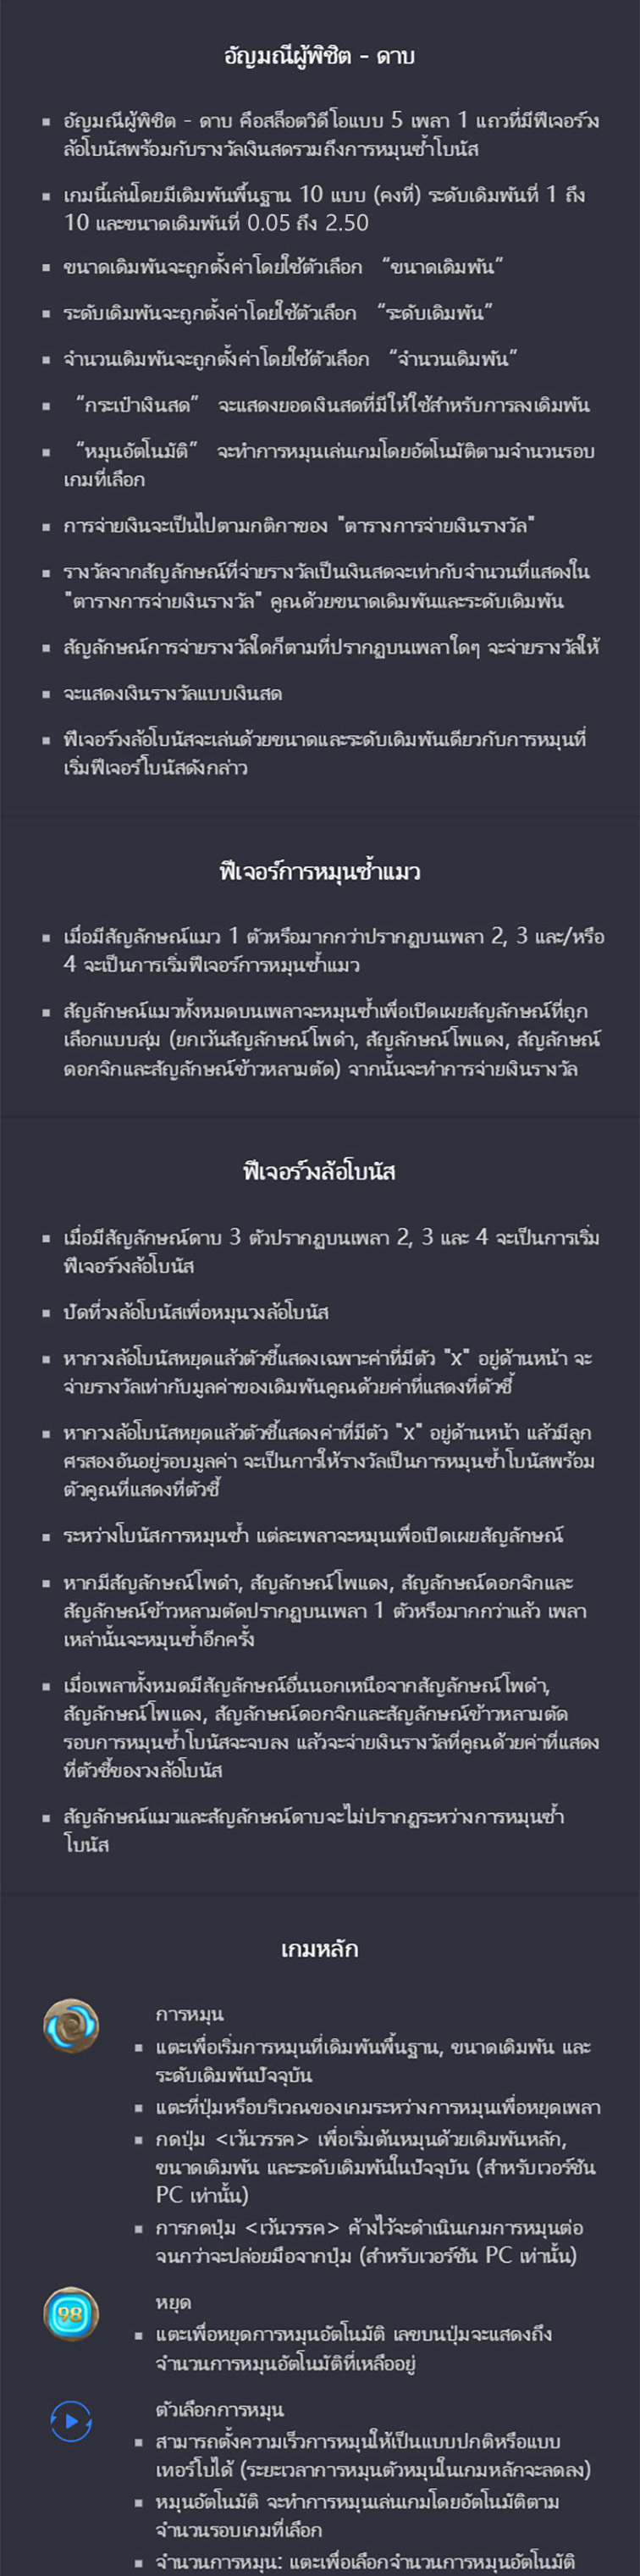 อัญมณีผู้พิชิต - ดาบ
▪ อัญมณีผู้พิชิต - ดาบ คือสล็อตวิดีโอแบบ 5 เพลา 1 แถวที่มีฟีเจอร์วง
ล้อโบนัสพร้อมกับรางวัลเงินสดรวมถึงการหมุนซ้ำโบนัส
▪ เกมนี้เล่นโดยมีเดิมพันพื้นฐาน 10 แบบ (คงที่) ระดับเดิมพันที่ 1 ถึง
10 และขนาดเดิมพันที่ 0.05 ถึง 2.50
▪ ขนาดเดิมพันจะถูกตั้งค่าโดยใช้ตัวเลือก “ขนาดเดิมพัน”
▪ ระดับเดิมพันจะถูกตั้งค่าโดยใช้ตัวเลือก “ระดับเดิมพัน”
▪ จำนวนเดิมพันจะถูกตั้งค่าโดยใช้ตัวเลือก “จำนวนเดิมพัน”
▪ “กระเป๋าเงินสด” จะแสดงยอดเงินสดที่มีให้ใช้สำหรับการลงเดิมพัน
▪ “หมุนอัตโนมัติ” จะทำการหมุนเล่นเกมโดยอัตโนมัติตามจำนวนรอบ
เกมที่เลือก
▪ การจ่ายเงินจะเป็นไปตามกติกาของ "ตารางการจ่ายเงินรางวัล"
▪ รางวัลจากสัญลักษณ์ที่จ่ายรางวัลเป็นเงินสดจะเท่ากับจำนวนที่แสดงใน
"ตารางการจ่ายเงินรางวัล" คูณด้วยขนาดเดิมพันและระดับเดิมพัน
▪ สัญลักษณ์การจ่ายรางวัลใดก็ตามที่ปรากฏบนเพลาใดๆ จะจ่ายรางวัลให้
▪ จะแสดงเงินรางวัลแบบเงินสด
▪ ฟีเจอร์วงล้อโบนัสจะเล่นด้วยขนาดและระดับเดิมพันเดียวกับการหมุนที่
เริ่มฟีเจอร์โบนัสดังกล่าว
ฟีเจอร์การหมุนซ้ำแมว
▪ เมื่อมีสัญลักษณ์แมว 1 ตัวหรือมากกว่าปรากฏบนเพลา 2, 3 และ/หรือ
4 จะเป็นการเริ่มฟีเจอร์การหมุนซ้ำแมว
▪ สัญลักษณ์แมวทั้งหมดบนเพลาจะหมุนซ้ำเพื่อเปิดเผยสัญลักษณ์ที่ถูก
เลือกแบบสุ่ม (ยกเว้นสัญลักษณ์โพดำ, สัญลักษณ์โพแดง, สัญลักษณ์
ดอกจิกและสัญลักษณ์ข้าวหลามตัด) จากนั้นจะทำการจ่ายเงินรางวัล
ฟีเจอร์วงล้อโบนัส
▪ เมื่อมีสัญลักษณ์ดาบ 3 ตัวปรากฏบนเพลา 2, 3 และ 4 จะเป็นการเริ่ม
ฟีเจอร์วงล้อโบนัส
▪ ปัดที่วงล้อโบนัสเพื่อหมุนวงล้อโบนัส
▪ หากวงล้อโบนัสหยุดแล้วตัวชี้แสดงเฉพาะค่าที่มีตัว "x" อยู่ด้านหน้า จะ
จ่ายรางวัลเท่ากับมูลค่าของเดิมพันคูณด้วยค่าที่แสดงที่ตัวชี้
▪ หากวงล้อโบนัสหยุดแล้วตัวชี้แสดงค่าที่มีตัว "x" อยู่ด้านหน้า แล้วมีลูก
ศรสองอันอยู่รอบมูลค่า จะเป็นการให้รางวัลเป็นการหมุนซ้ำโบนัสพร้อม
ตัวคูณที่แสดงที่ตัวชี้
▪ ระหว่างโบนัสการหมุนซ้ำ แต่ละเพลาจะหมุนเพื่อเปิดเผยสัญลักษณ์
▪ หากมีสัญลักษณ์โพดำ, สัญลักษณ์โพแดง, สัญลักษณ์ดอกจิกและ
สัญลักษณ์ข้าวหลามตัดปรากฏบนเพลา 1 ตัวหรือมากกว่าแล้ว เพลา
เหล่านั้นจะหมุนซ้ำอีกครั้ง
▪ เมื่อเพลาทั้งหมดมีสัญลักษณ์อื่นนอกเหนือจากสัญลักษณ์โพดำ,
สัญลักษณ์โพแดง, สัญลักษณ์ดอกจิกและสัญลักษณ์ข้าวหลามตัด
รอบการหมุนซ้ำโบนัสจะจบลง แล้วจะจ่ายเงินรางวัลที่คูณด้วยค่าที่แสดง
ที่ตัวชี้ของวงล้อโบนัส
▪ สัญลักษณ์แมวและสัญลักษณ์ดาบจะไม่ปรากฏระหว่างการหมุนซ้ำ
โบนัส
เกมหลัก
การหมุน
▪ แตะเพื่อเริ่มการหมุนที่เดิมพันพื้นฐาน, ขนาดเดิมพัน และ
ระดับเดิมพันปัจจุบัน
▪ แตะที่ปุ่มหรือบริเวณของเกมระหว่างการหมุนเพื่อหยุดเพลา
▪ กดปุ่ม <เว้นวรรค> เพื่อเริ่มต้นหมุนด้วยเดิมพันหลัก,
ขนาดเดิมพัน และระดับเดิมพันในปัจจุบัน (สำหรับเวอร์ชัน
PC เท่านั้น)
▪ การกดปุ่ม <เว้นวรรค> ค้างไว้จะดำเนินเกมการหมุนต่อ
จนกว่าจะปล่อยมือจากปุ่ม (สำหรับเวอร์ชัน PC เท่านั้น)
98
หยุด
▪ แตะเพื่อหยุดการหมุนอัตโนมัติ เลขบนปุ่มจะแสดงถึง
จำนวนการหมุนอัตโนมัติที่เหลืออยู่
ตัวเลือกการหมุน
▪ สามารถตั้งความเร็วการหมุนให้เป็นแบบปกติหรือแบบ
เทอร์โบได้ (ระยะเวลาการหมุนตัวหมุนในเกมหลักจะลดลง)
▪ หมุนอัตโนมัติ จะทำการหมุนเล่นเกมโดยอัตโนมัติตาม
จำนวนรอบเกมที่เลือก
▪ จำนวนการหมุน: แตะเพื่อเลือกจำนวนการหมุนอัตโนมัติ